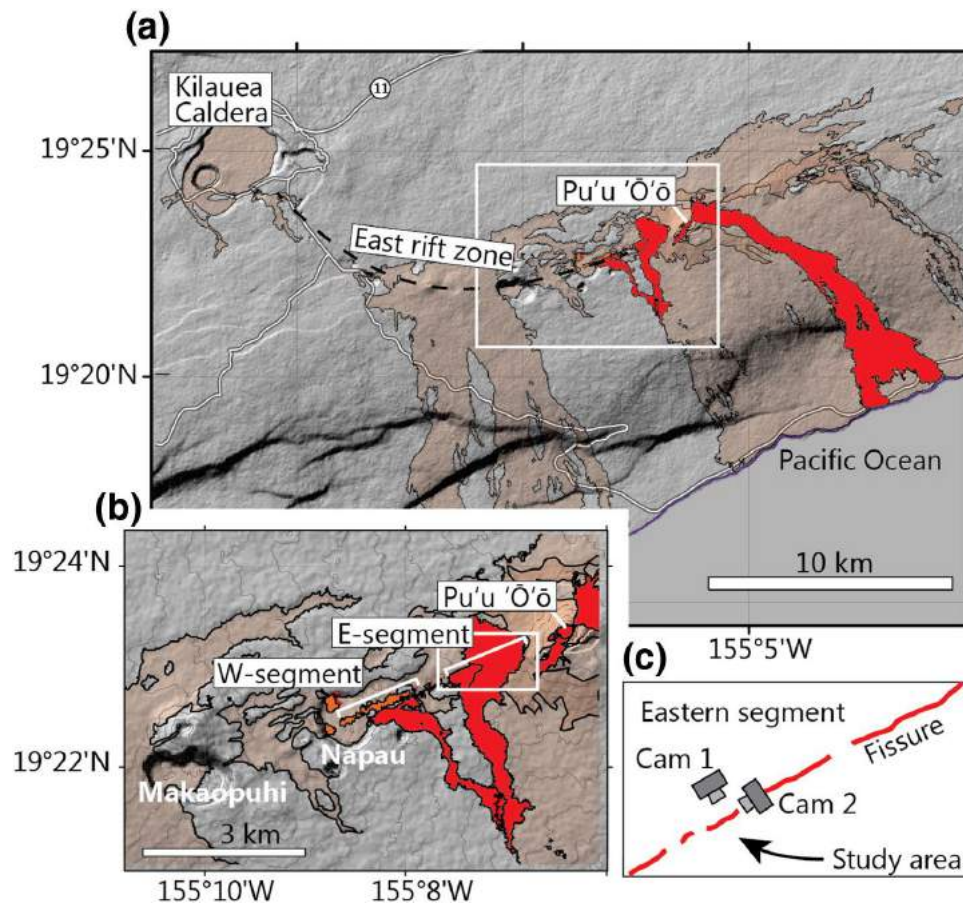 (a)
Kilauea
Caldera
11
19°25'N
Pu'u 'Ō'ō
East rift zone
19°20'N
Pacific Ocean
10 km
155°5'W
(b)
19°24'N
Pu'u 'Ō'ō
E-segment
W-segment
Napau
19°22'N
Makaopuhi
3 km
155°10'W
155°8'W
(c)
Eastern segment
Fissure
Cam 1
Cam 2
Study area